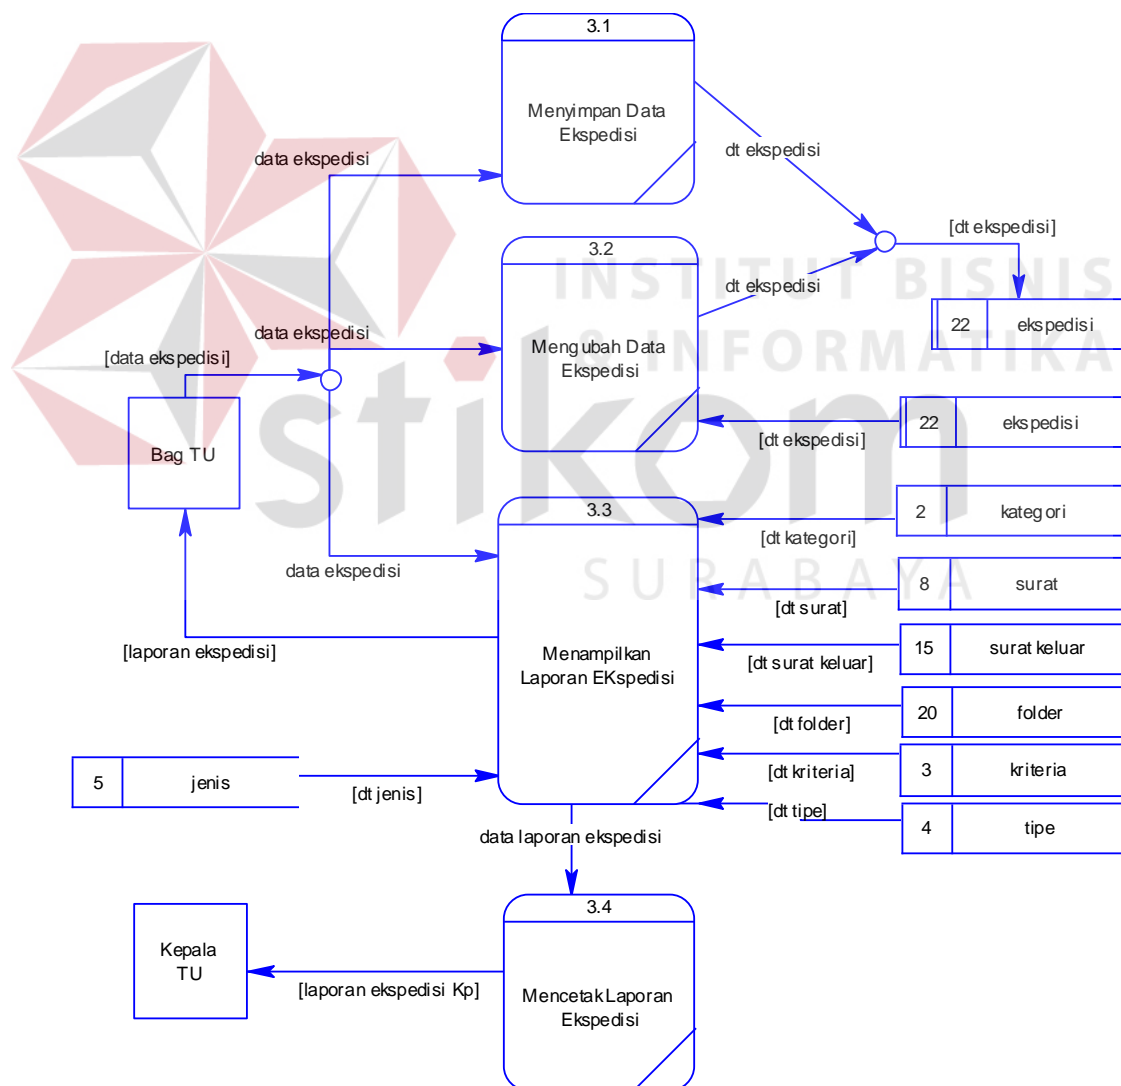 3.1
Menyimpan Data
Ekspedisi
data ekspedisi
dt ekspedisi
[dt ekspedisi]
3.2
Mengubah Data
Ekspedisi
dt ekspedisi
INSTITUT BISNIS
& INFORMATIKA
stikom
SURABAYA
22 ekspedisi
data ekspedisi
[data ekspedisi]
Bag TU
[dt ekspedisi]
22 ekspedisi
3.3
Menampilkan
Laporan EKspedisi
data ekspedisi
[laporan ekspedisi]
[dt kategori]
2 kategori
[dt surat]
8 surat
[dt surat keluar]
15 surat keluar
[dt folder]
20 folder
[dt kriteria]
3 kriteria
[dt tipe]
4 tipe
5 jenis
[dt jenis]
data laporan ekspedisi
3.4
Mencetak Laporan
Ekspedisi
Kepala
TU
[laporan ekspedisi Kp]